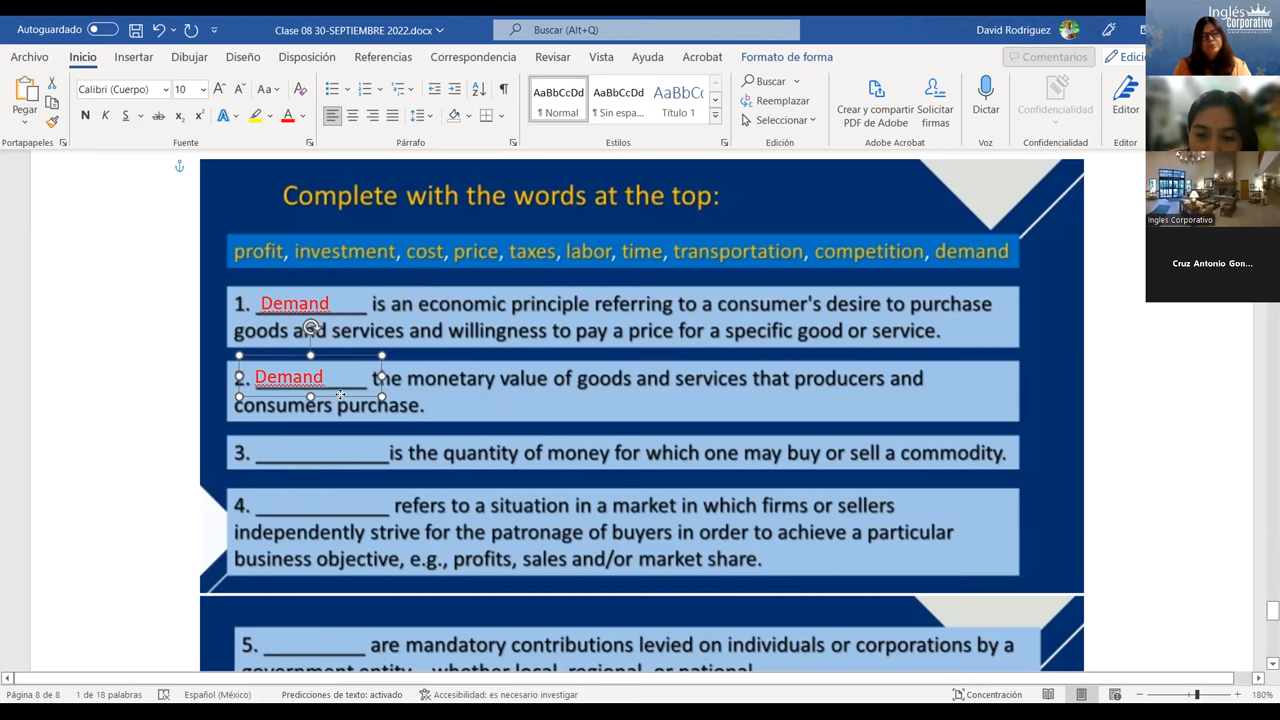 Autoguardado
Clase 08 30-SEPTIEMBRE 2022.docx
Buscar (Alt+Q)
David Rodriguez
Inglés
Corporativo
Archivo Inicio Insertar Dibujar Diseño Disposición Referencias Correspondencia Revisar Vista Ayuda Acrobat Formato de forma
Comentarios
Pegar
Calibri (Cuerpo) 10
AaBbCcDd
¶ Normal
AaBbCcDd
¶ Sin espa...
AaBbCc
Título 1
Buscar
Reemplazar
Seleccionar
Crear y compartir
PDF de Adobe
Solicitar
firmas
Dictar
Confidencialidad
Editor
Portapapeles Fuente Párrafo Estilos Edición Adobe Acrobat Voz Confidencialidad Editor
Ingles Corporativo
Cruz Antonio Gon...
Complete with the words at the top:
profit, investment, cost, price, taxes, labor, time, transportation, competition, demand
1. Demand is an economic principle referring to a consumer's desire to purchase
goods and services and willingness to pay a price for a specific good or service.
2. Demand the monetary value of goods and services that producers and
consumers purchase.
3. ____________is the quantity of money for which one may buy or sell a commodity.
4. ____________ refers to a situation in a market in which firms or sellers
independently strive for the patronage of buyers in order to achieve a particular
business objective, e.g., profits, sales and/or market share.
5. _________ are mandatory contributions levied on individuals or corporations by a
government entity—whether local, regional, or national.
Página 8 de 8 1 de 18 palabras Español (México) Predicciones de texto: activado Accesibilidad: es necesario investigar Concentración 180%